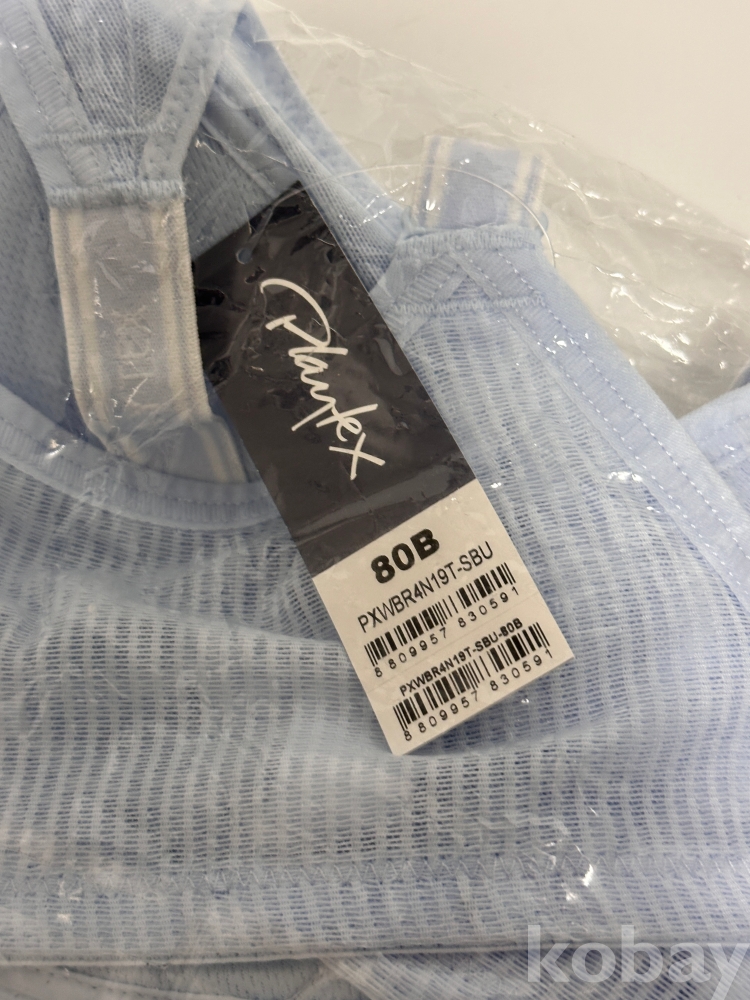 Playtex
80B
PXWBR4N19T-SBU
8 809957 830591
PXWBR4N19T-SBU-80B
8 809957 830591
kobay